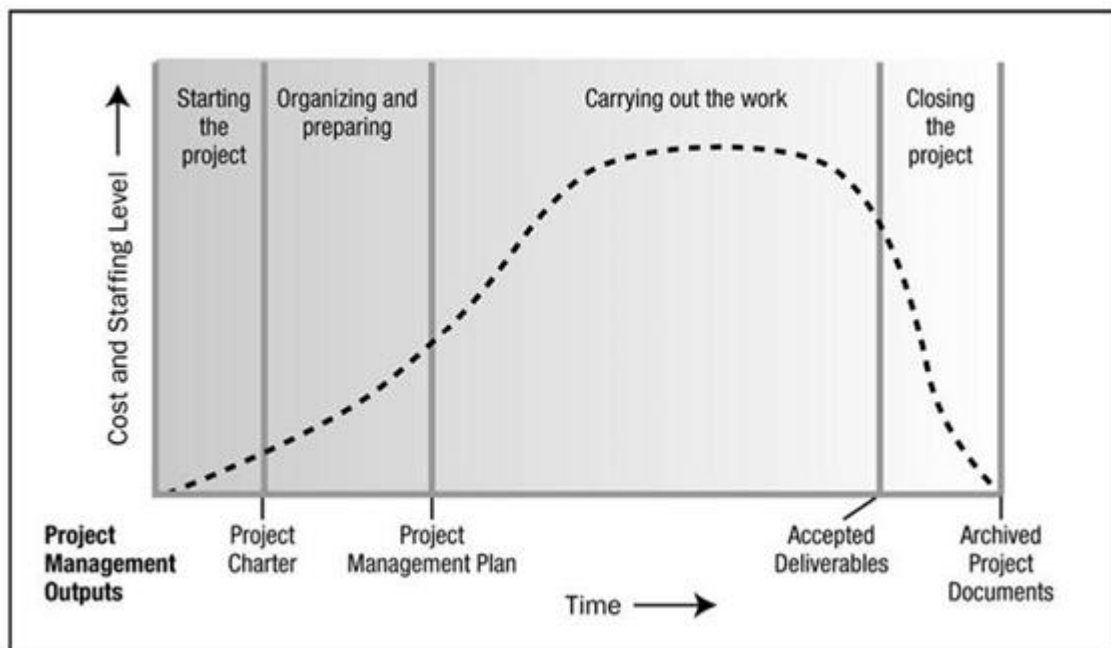 Cost and Staffing Level
Starting
the
project
Organizing and
preparing
Carrying out the work
Closing
the
project
Project
Management
Outputs
Project
Charter
Project
Management Plan
Accepted
Deliverables
Archived
Project
Documents
Time